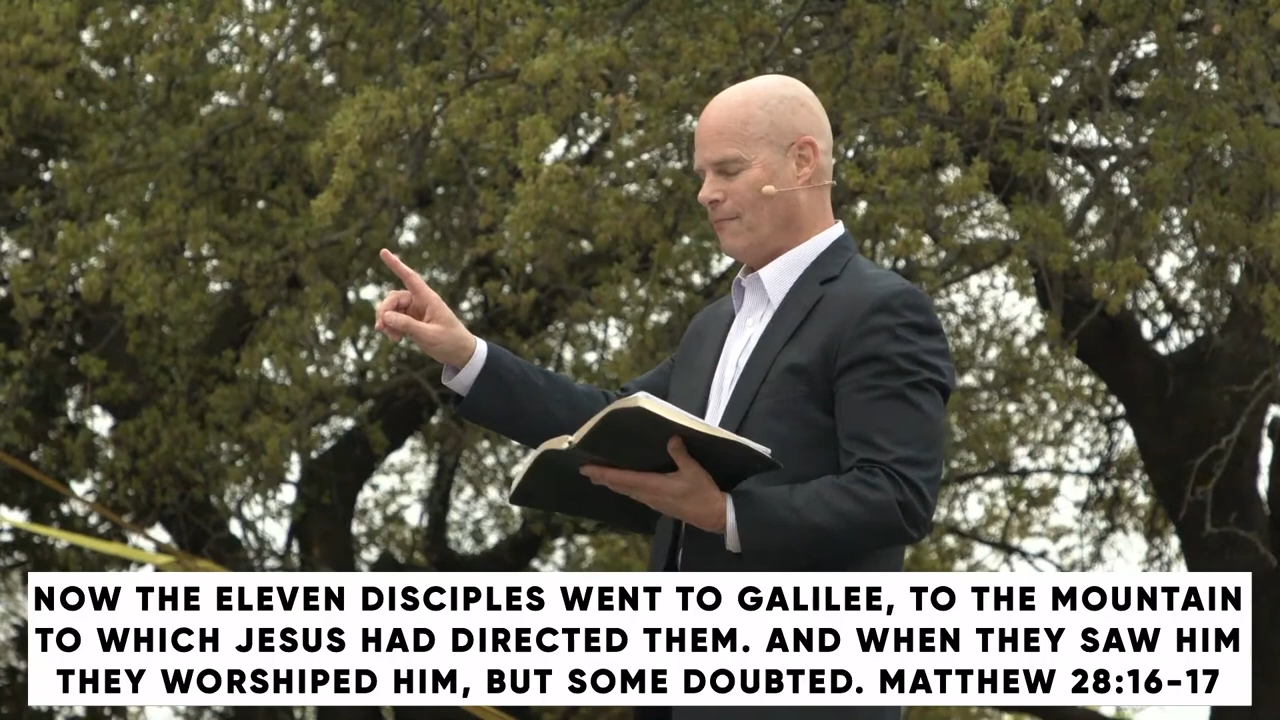 NOW THE ELEVEN DISCIPLES WENT TO GALILEE, TO THE MOUNTAIN
TO WHICH JESUS HAD DIRECTED THEM. AND WHEN THEY SAW HIM
THEY WORSHIPED HIM, BUT SOME DOUBTED. MATTHEW 28:16-17